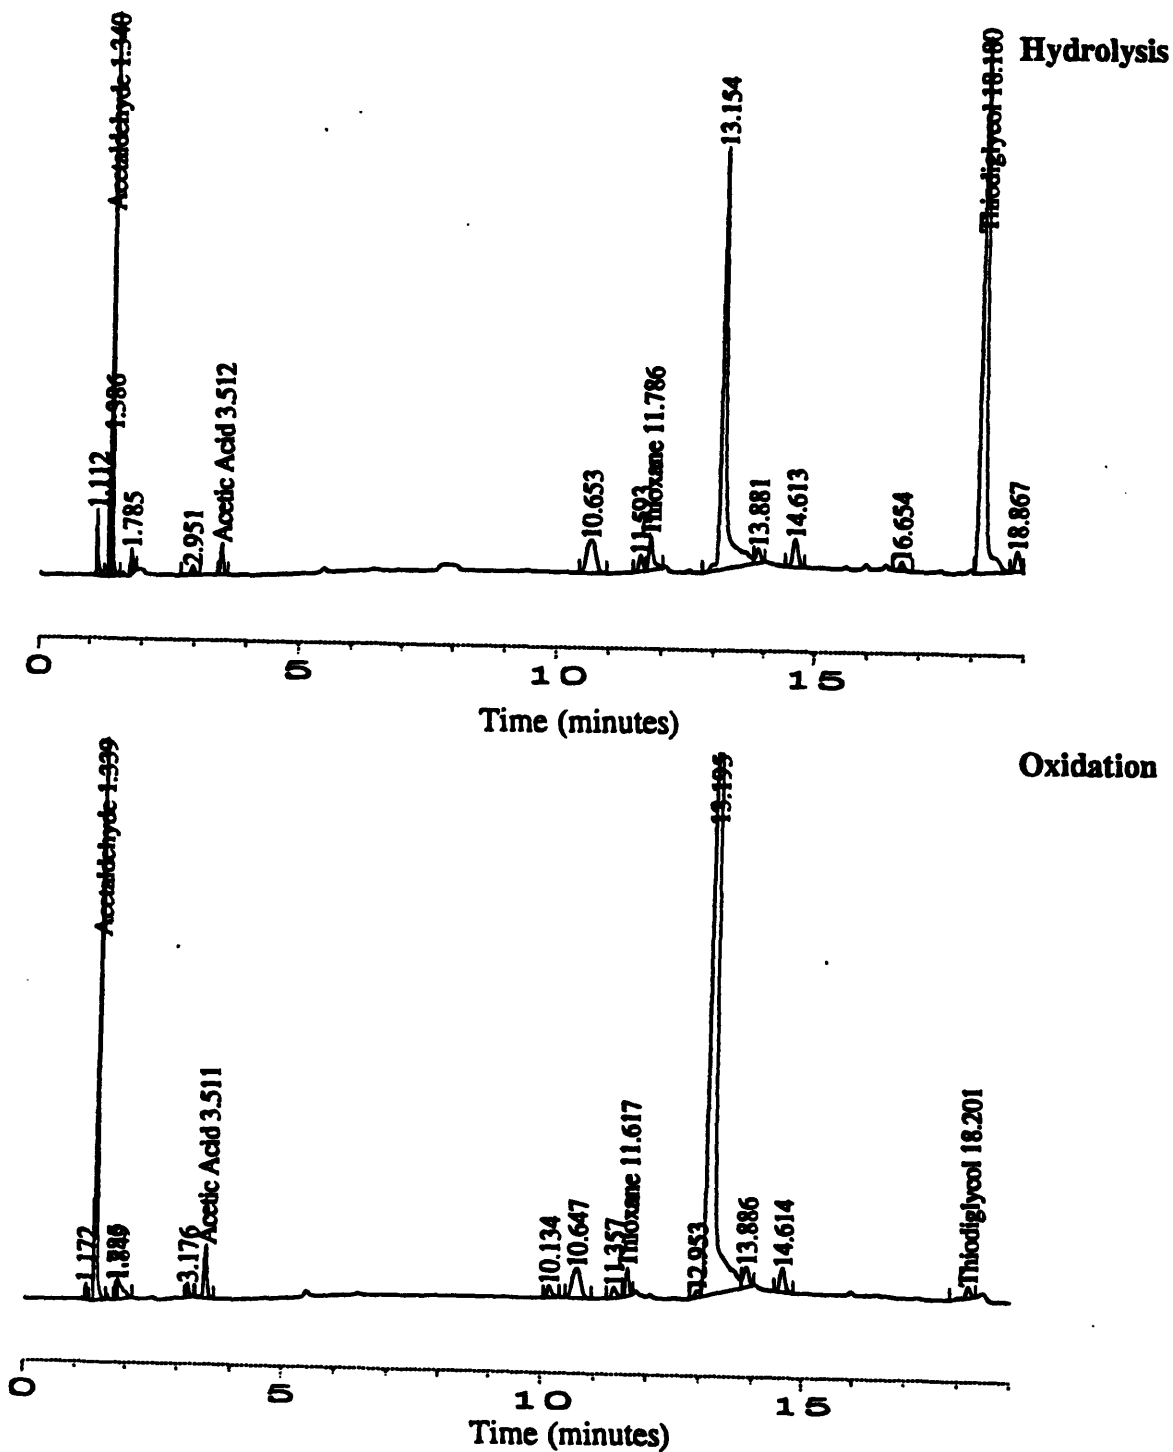 Hydrolysis
Acetaldehyde 1.340
1.112
1.386
1.785
2.951
Acetic Acid 3.512
10.653
11.593
Thioxane 11.786
13.154
13.881
14.613
16.654
Thiodiglycol 18.180
18.867
0
5
10
15
Time (minutes)
Oxidation
1.172
Acetaldehyde 1.339
3.176
Acetic Acid 3.511
10.134
10.647
11.357
Thioxane 11.617
12.953
13.195
13.886
14.614
Thiodiglycol 18.201
0
5
10
15
Time (minutes)